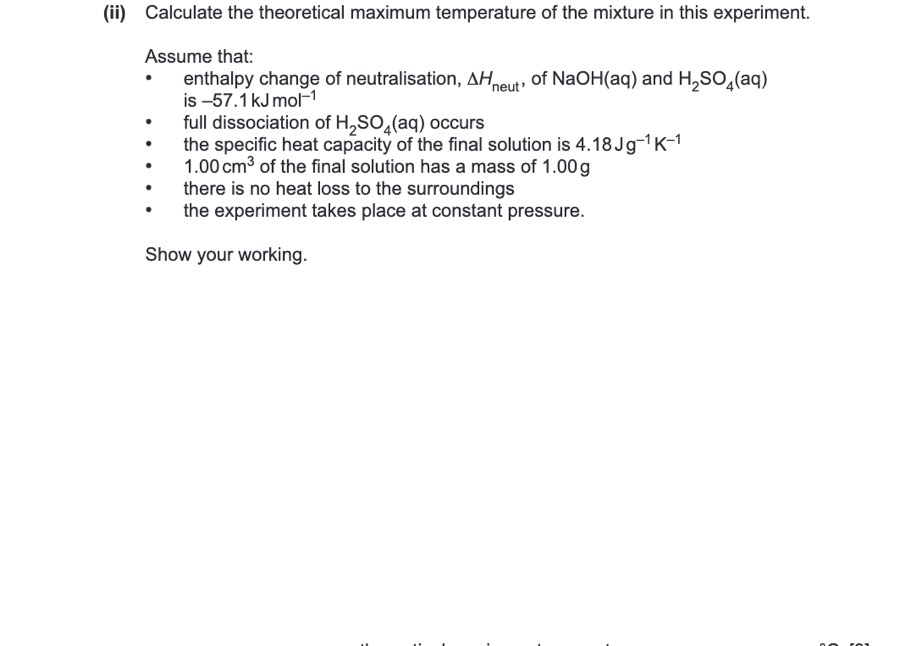 (ii) Calculate the theoretical maximum temperature of the mixture in this experiment.
Assume that:
• enthalpy change of neutralisation, ΔHneut, of NaOH(aq) and H₂SO₄(aq)
is –57.1 kJ mol⁻¹
• full dissociation of H₂SO₄(aq) occurs
• the specific heat capacity of the final solution is 4.18 J g⁻¹ K⁻¹
• 1.00 cm³ of the final solution has a mass of 1.00 g
• there is no heat loss to the surroundings
• the experiment takes place at constant pressure.
Show your working.